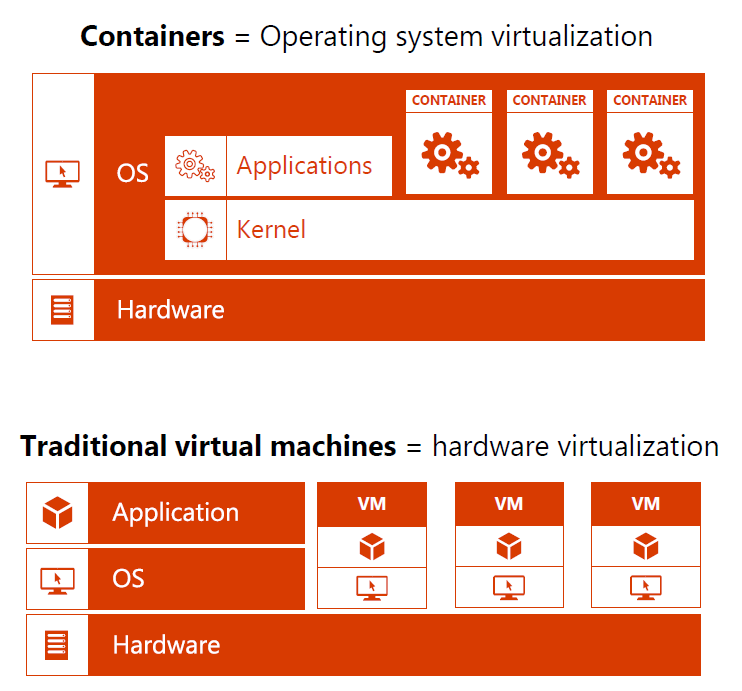 Containers = Operating system virtualization
CONTAINER CONTAINER CONTAINER
OS
Applications
Kernel
Hardware
Traditional virtual machines = hardware virtualization
Application
VM VM VM
OS
Hardware